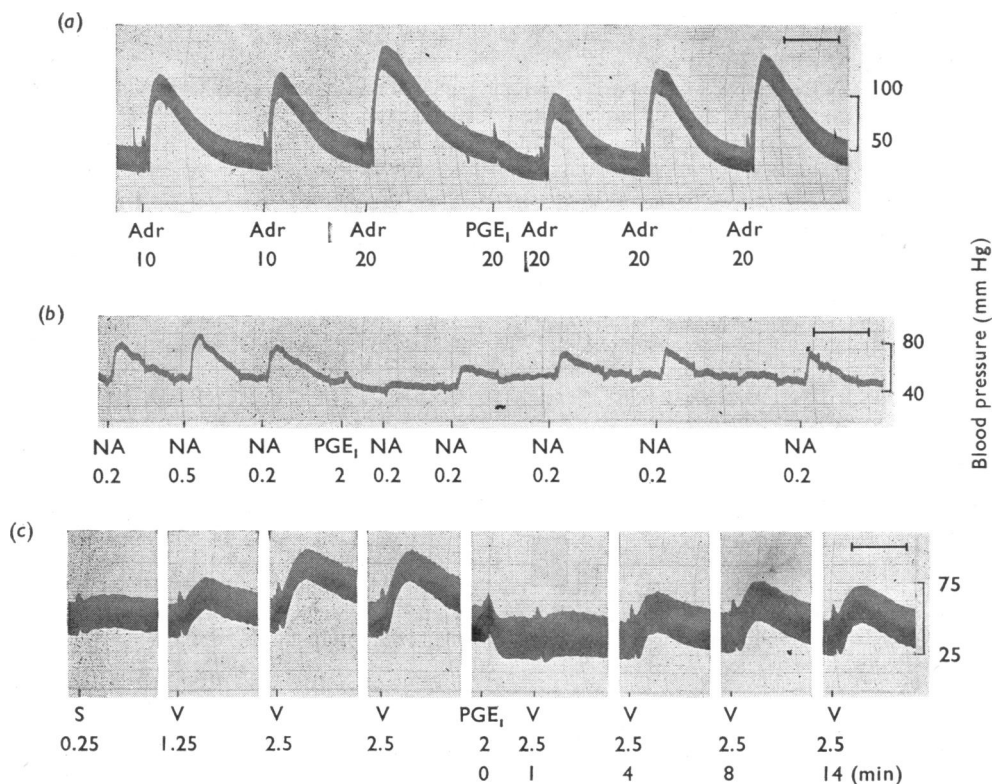 (a)
100
50
Adr Adr [ Adr PGE₁ Adr Adr Adr
10 10 20 20 [20 20 20
Blood pressure (mm Hg)
(b)
80
40
NA NA NA PGE₁ NA NA NA NA NA
0.2 0.5 0.2 2 0.2 0.2 0.2 0.2 0.2
(c)
75
25
S V V V PGE₁ V V V V
0.25 1.25 2.5 2.5 2 2.5 2.5 2.5 2.5
0 1 4 8 14 (min)